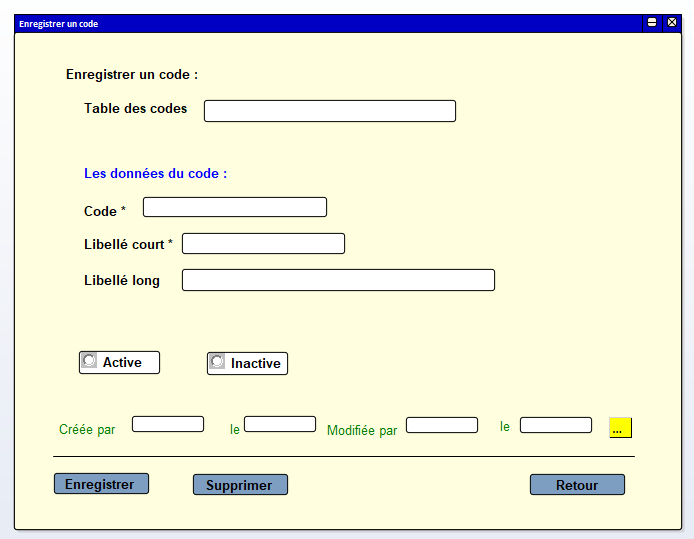 Enregistrer un code
Enregistrer un code :
Table des codes
Les données du code :
Code *
Libellé court *
Libellé long
Active Inactive
Créée par le Modifiée par le ...
Enregistrer Supprimer Retour